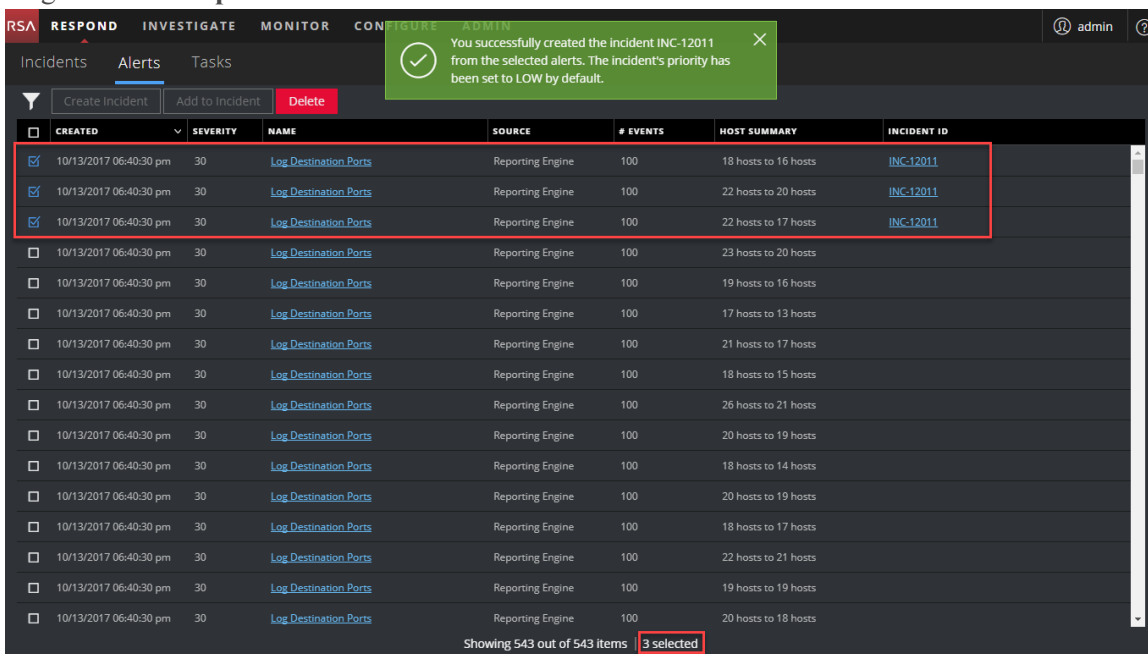 RSA RESPOND INVESTIGATE MONITOR CONFIGURE ADMIN admin
You successfully created the incident INC-12011
from the selected alerts. The incident's priority has
been set to LOW by default.
Incidents Alerts Tasks
Create Incident Add to Incident Delete
CREATED SEVERITY NAME SOURCE # EVENTS HOST SUMMARY INCIDENT ID
10/13/2017 06:40:30 pm 30 Log Destination Ports Reporting Engine 100 18 hosts to 16 hosts INC-12011
10/13/2017 06:40:30 pm 30 Log Destination Ports Reporting Engine 100 22 hosts to 20 hosts INC-12011
10/13/2017 06:40:30 pm 30 Log Destination Ports Reporting Engine 100 22 hosts to 17 hosts INC-12011
10/13/2017 06:40:30 pm 30 Log Destination Ports Reporting Engine 100 23 hosts to 20 hosts
10/13/2017 06:40:30 pm 30 Log Destination Ports Reporting Engine 100 19 hosts to 16 hosts
10/13/2017 06:40:30 pm 30 Log Destination Ports Reporting Engine 100 17 hosts to 13 hosts
10/13/2017 06:40:30 pm 30 Log Destination Ports Reporting Engine 100 21 hosts to 17 hosts
10/13/2017 06:40:30 pm 30 Log Destination Ports Reporting Engine 100 18 hosts to 15 hosts
10/13/2017 06:40:30 pm 30 Log Destination Ports Reporting Engine 100 26 hosts to 21 hosts
10/13/2017 06:40:30 pm 30 Log Destination Ports Reporting Engine 100 20 hosts to 19 hosts
10/13/2017 06:40:30 pm 30 Log Destination Ports Reporting Engine 100 18 hosts to 14 hosts
10/13/2017 06:40:30 pm 30 Log Destination Ports Reporting Engine 100 20 hosts to 19 hosts
10/13/2017 06:40:30 pm 30 Log Destination Ports Reporting Engine 100 18 hosts to 17 hosts
10/13/2017 06:40:30 pm 30 Log Destination Ports Reporting Engine 100 22 hosts to 21 hosts
10/13/2017 06:40:30 pm 30 Log Destination Ports Reporting Engine 100 19 hosts to 19 hosts
10/13/2017 06:40:30 pm 30 Log Destination Ports Reporting Engine 100 20 hosts to 18 hosts
Showing 543 out of 543 items | 3 selected